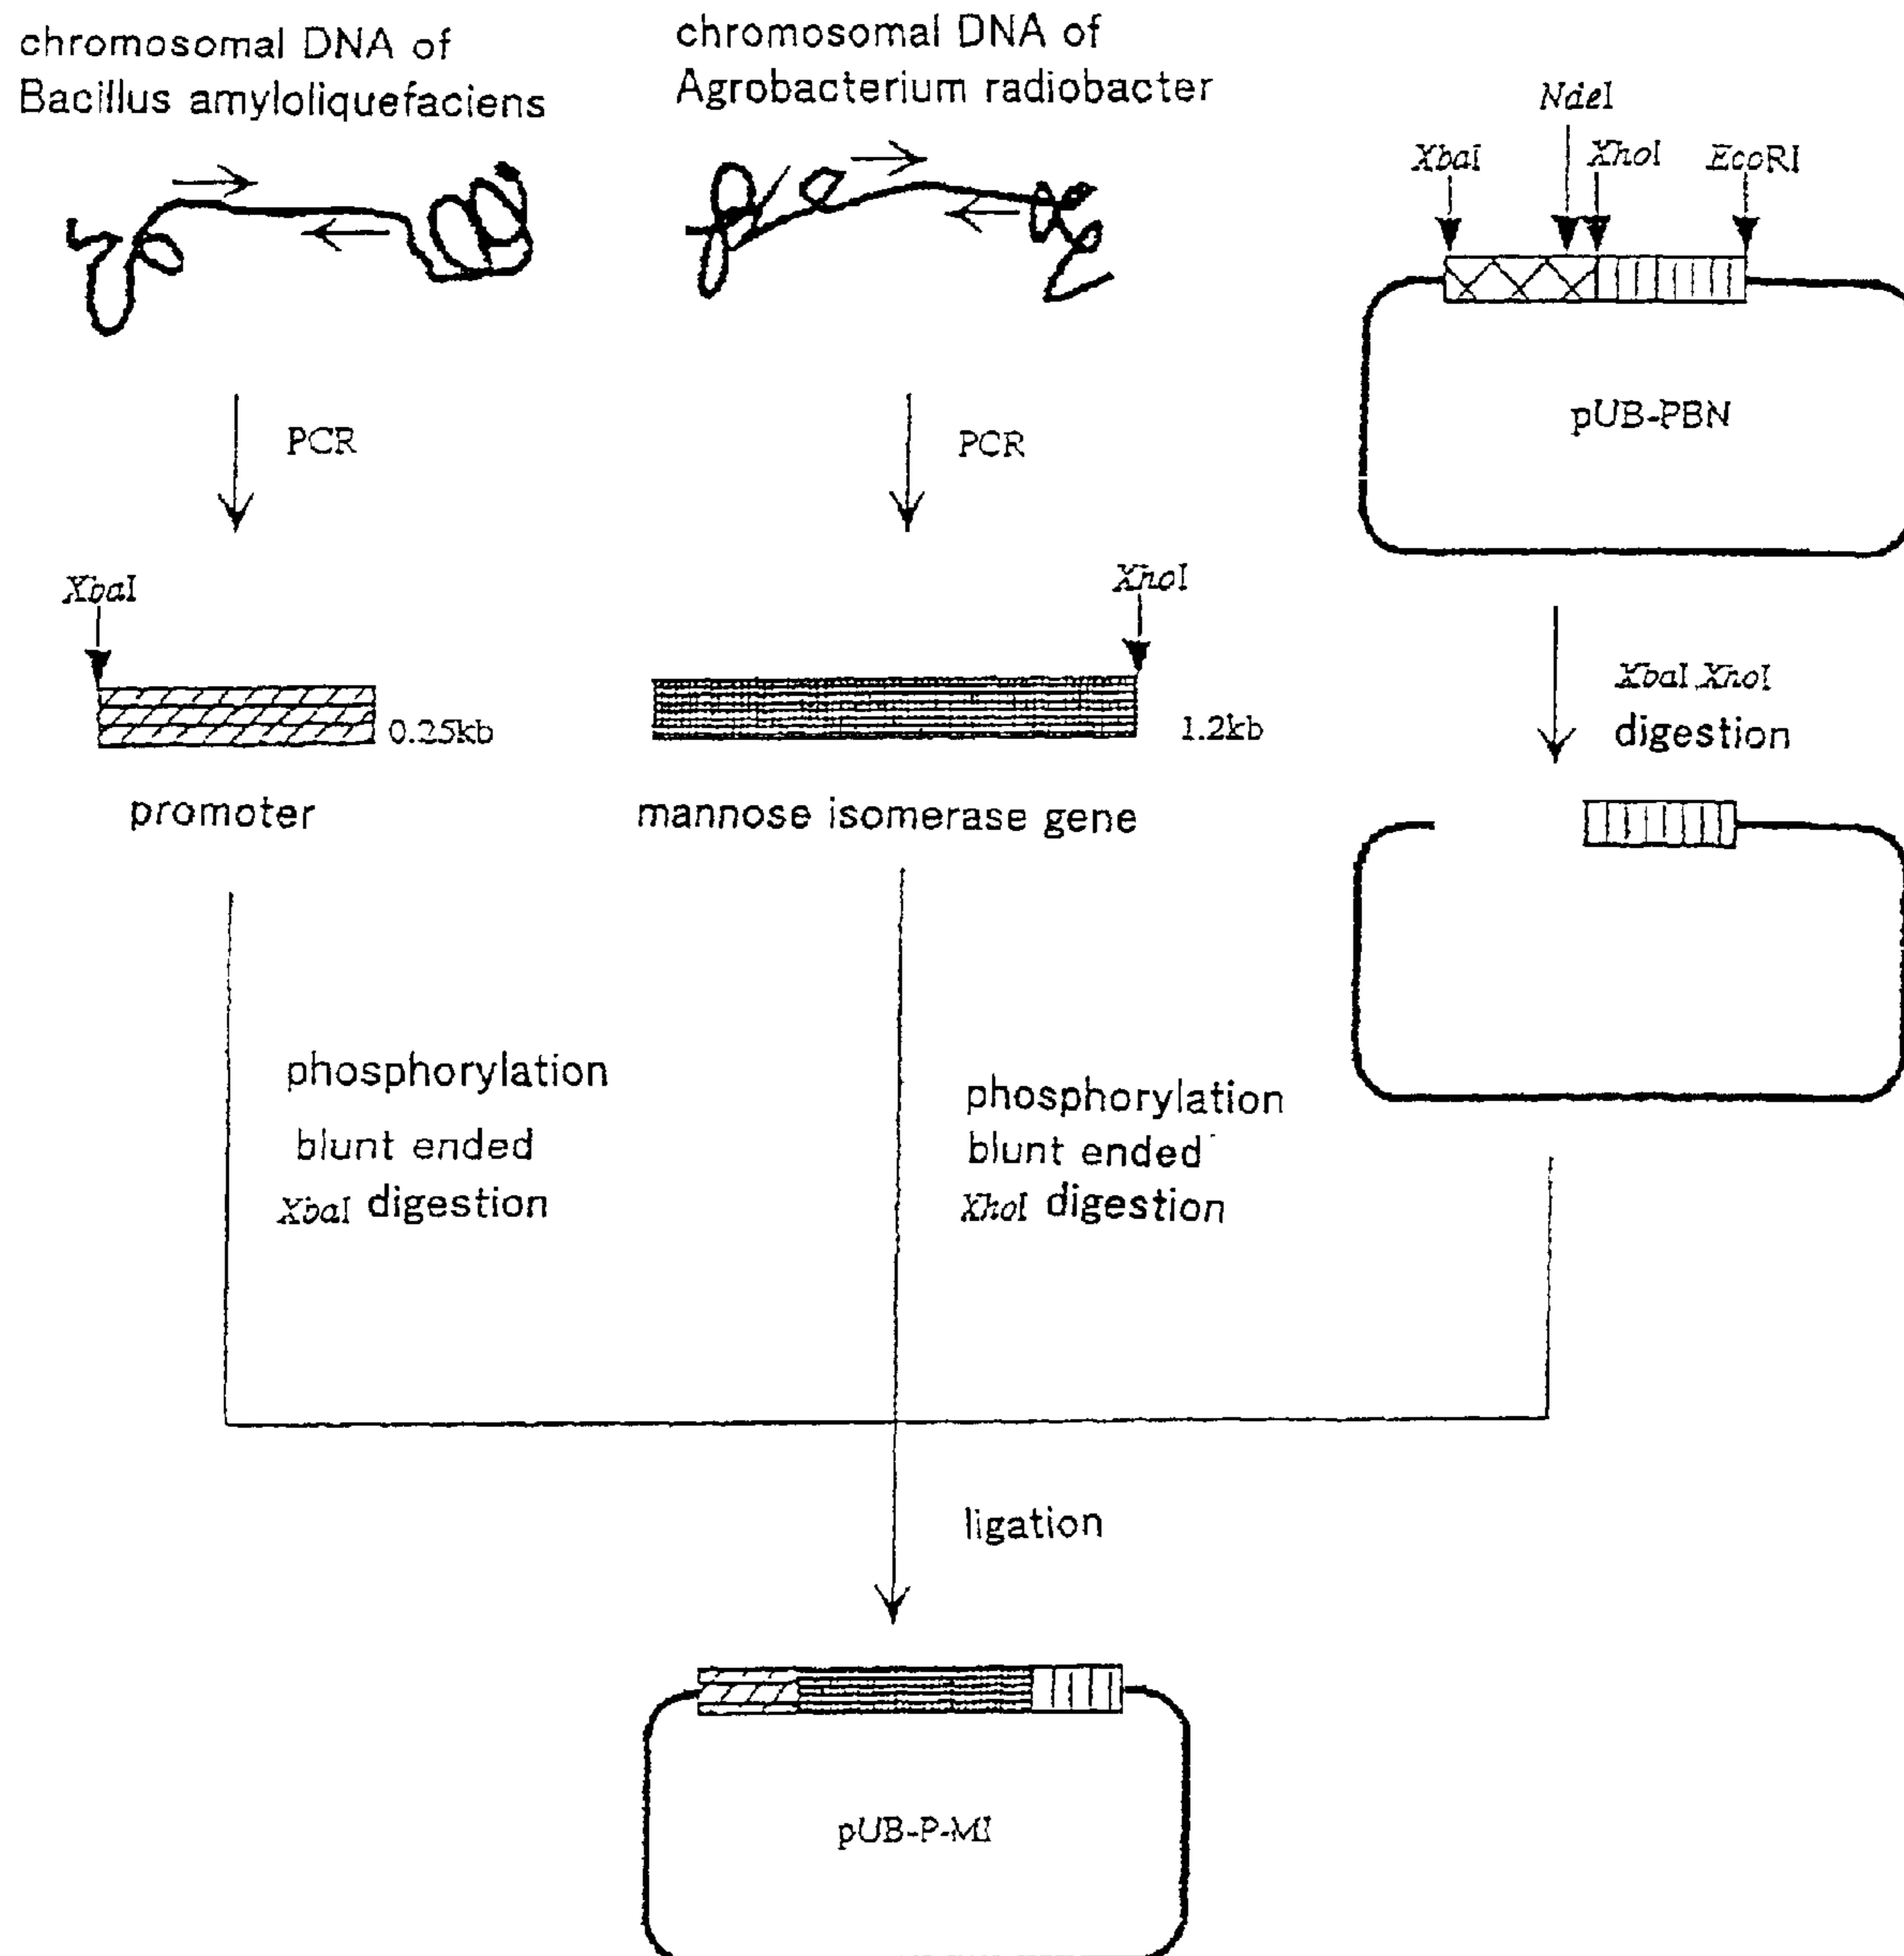 chromosomal DNA of
Bacillus amyloliquefaciens
chromosomal DNA of
Agrobacterium radiobacter
NdeI
XbaI
XhoI
EcoRI
pUB-PBN
PCR
PCR
XbaI
0.25kb
promoter
XhoI
1.2kb
mannose isomerase gene
XbaI,XhoI
digestion
phosphorylation
blunt ended
XbaI digestion
phosphorylation
blunt ended
XhoI digestion
ligation
pUB-P-MI